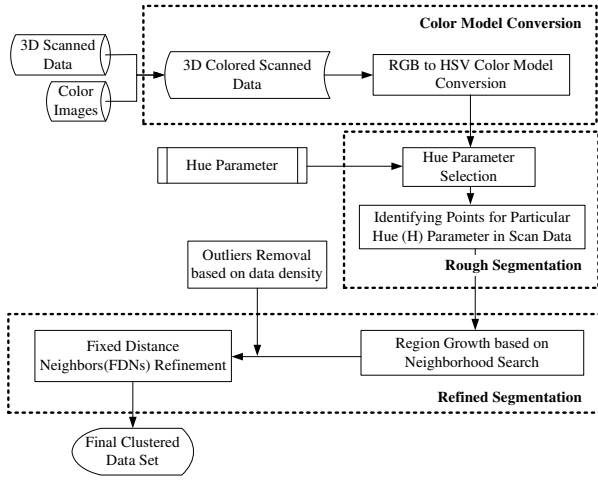 Color Model Conversion
3D Scanned
Data
Color
Images
3D Colored Scanned
Data
RGB to HSV Color Model
Conversion
Hue Parameter
Hue Parameter
Selection
Identifying Points for Particular
Hue (H) Parameter in Scan Data
Rough Segmentation
Outliers Removal
based on data density
Fixed Distance
Neighbors(FDNs) Refinement
Region Growth based on
Neighborhood Search
Refined Segmentation
Final Clustered
Data Set